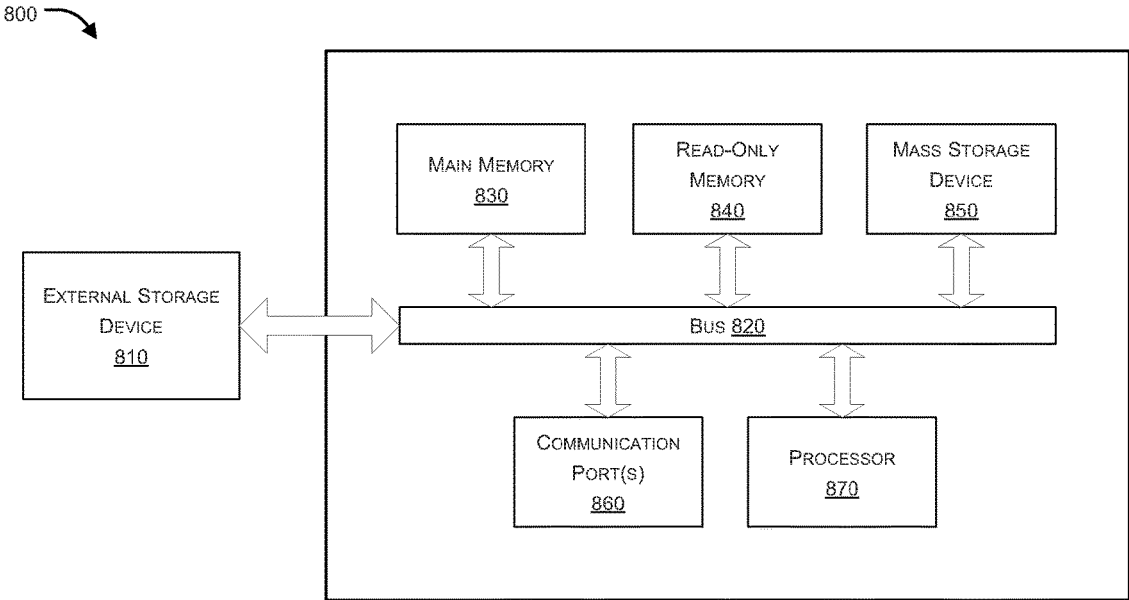 800
MAIN MEMORY
830
READ-ONLY
MEMORY
840
MASS STORAGE
DEVICE
850
EXTERNAL STORAGE
DEVICE
810
BUS 820
COMMUNICATION
PORT(S)
860
PROCESSOR
870